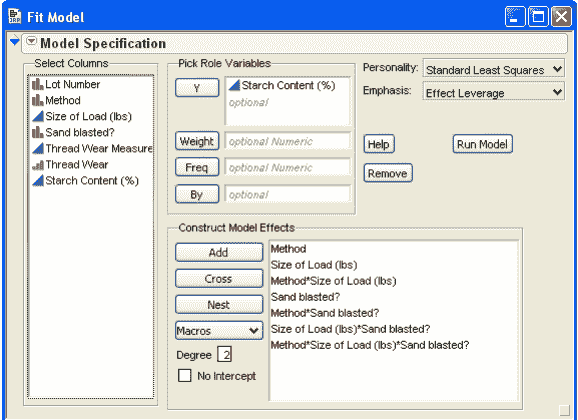 Fit Model
Model Specification
Select Columns
Lot Number
Method
Size of Load (lbs)
Sand blasted?
Thread Wear Measure
Thread Wear
Starch Content (%)
Pick Role Variables
Y
Starch Content (%)
optional
Weight
optional Numeric
Freq
optional Numeric
By
optional
Personality:
Standard Least Squares
Emphasis:
Effect Leverage
Help
Run Model
Remove
Construct Model Effects
Add
Cross
Nest
Macros
Degree 2
No Intercept
Method
Size of Load (lbs)
Method*Size of Load (lbs)
Sand blasted?
Method*Sand blasted?
Size of Load (lbs)*Sand blasted?
Method*Size of Load (lbs)*Sand blasted?